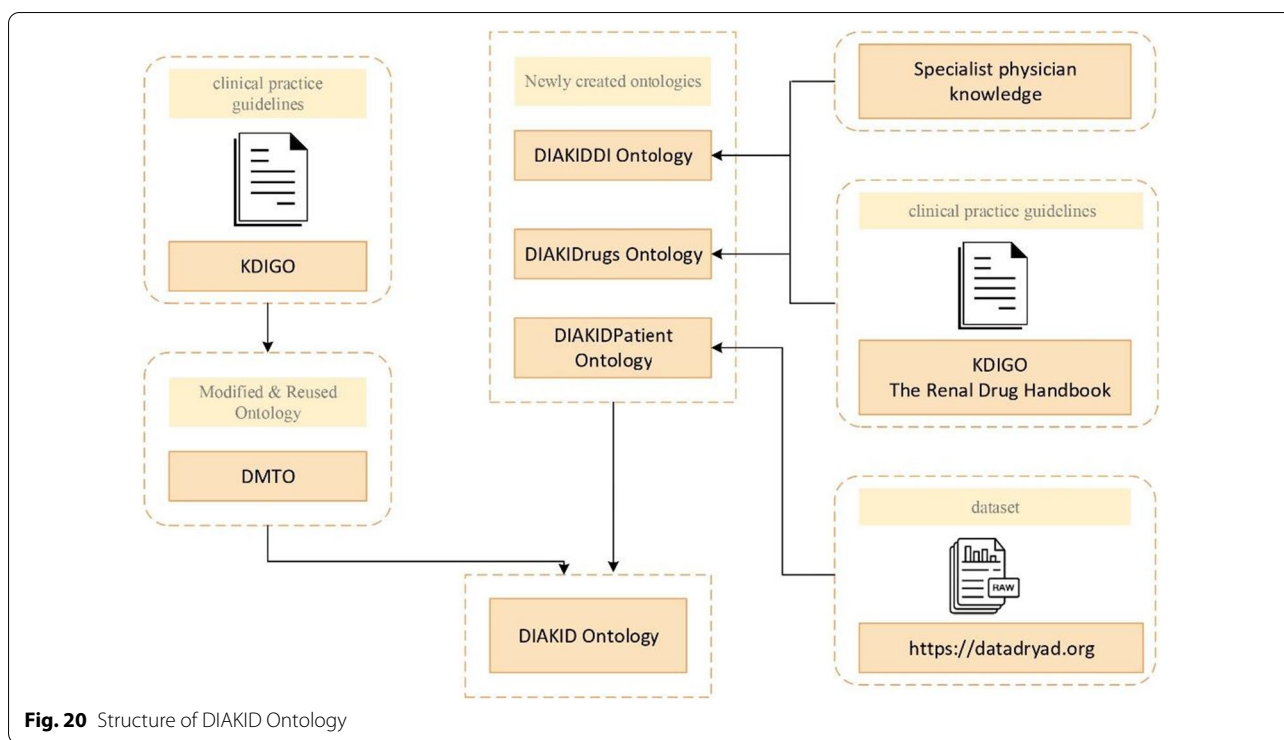 clinical practice
guidelines
KDIGO
Modified & Reused
Ontology
DMTO
Newly created ontologies
DIAKIDDI Ontology
DIAKIDrugs Ontology
DIAKIDPatient
Ontology
DIAKID Ontology
Specialist physician
knowledge
clinical practice guidelines
KDIGO
The Renal Drug Handbook
dataset
RAW
https://datadryad.org
Fig. 20 Structure of DIAKID Ontology